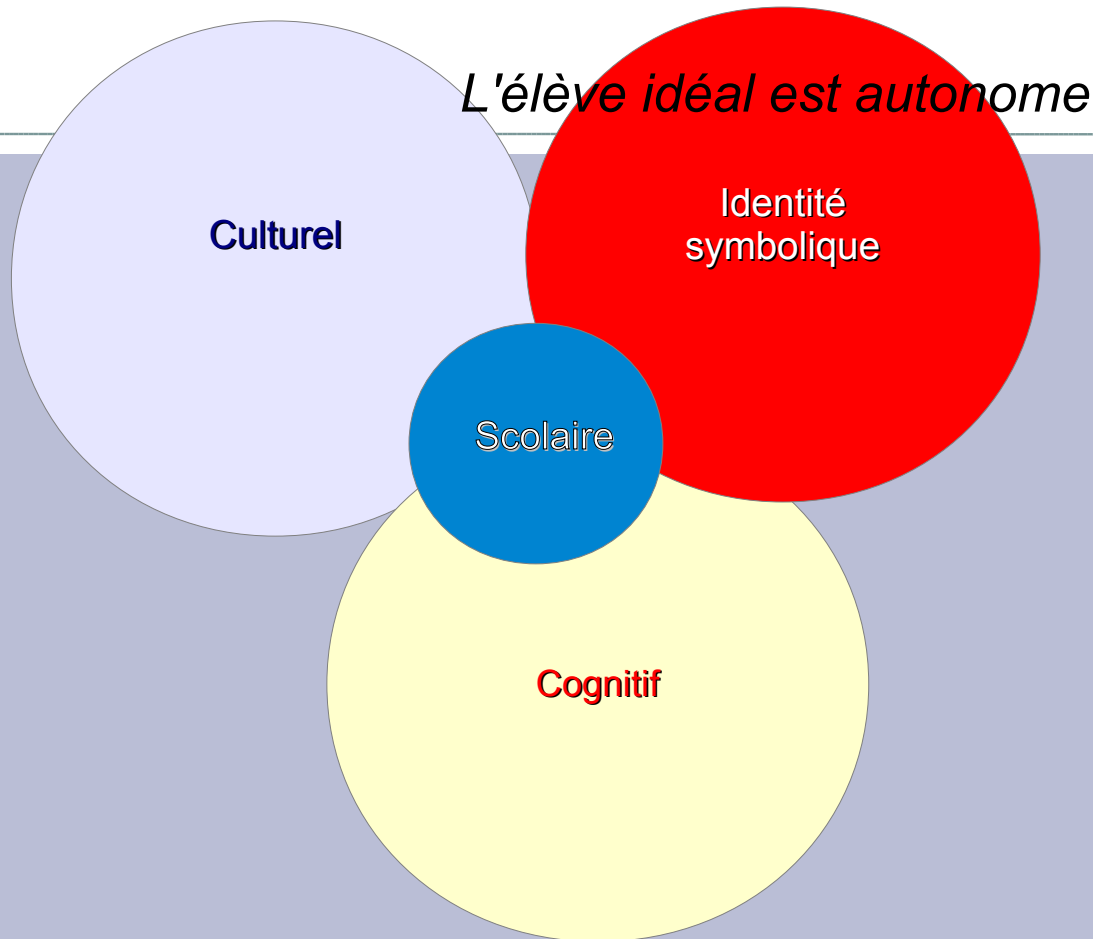 L'élève idéal est autonome
Culturel
Identité
symbolique
Scolaire
Cognitif